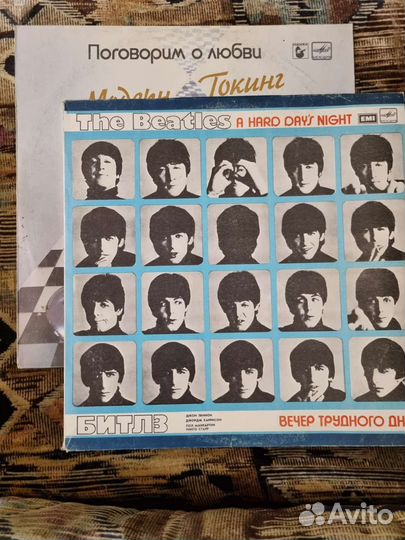 Поговорим о любви
Модерн Токинг
The Beatles A HARD DAY'S NIGHT EMI
БИТЛЗ
ДЖОН ЛЕННОН
ДЖОРДЖ ХАРРИСОН
ПОЛ МАККАРТНИ
РИНГО СТАРР
ВЕЧЕР ТРУДНОГО ДН
Avito